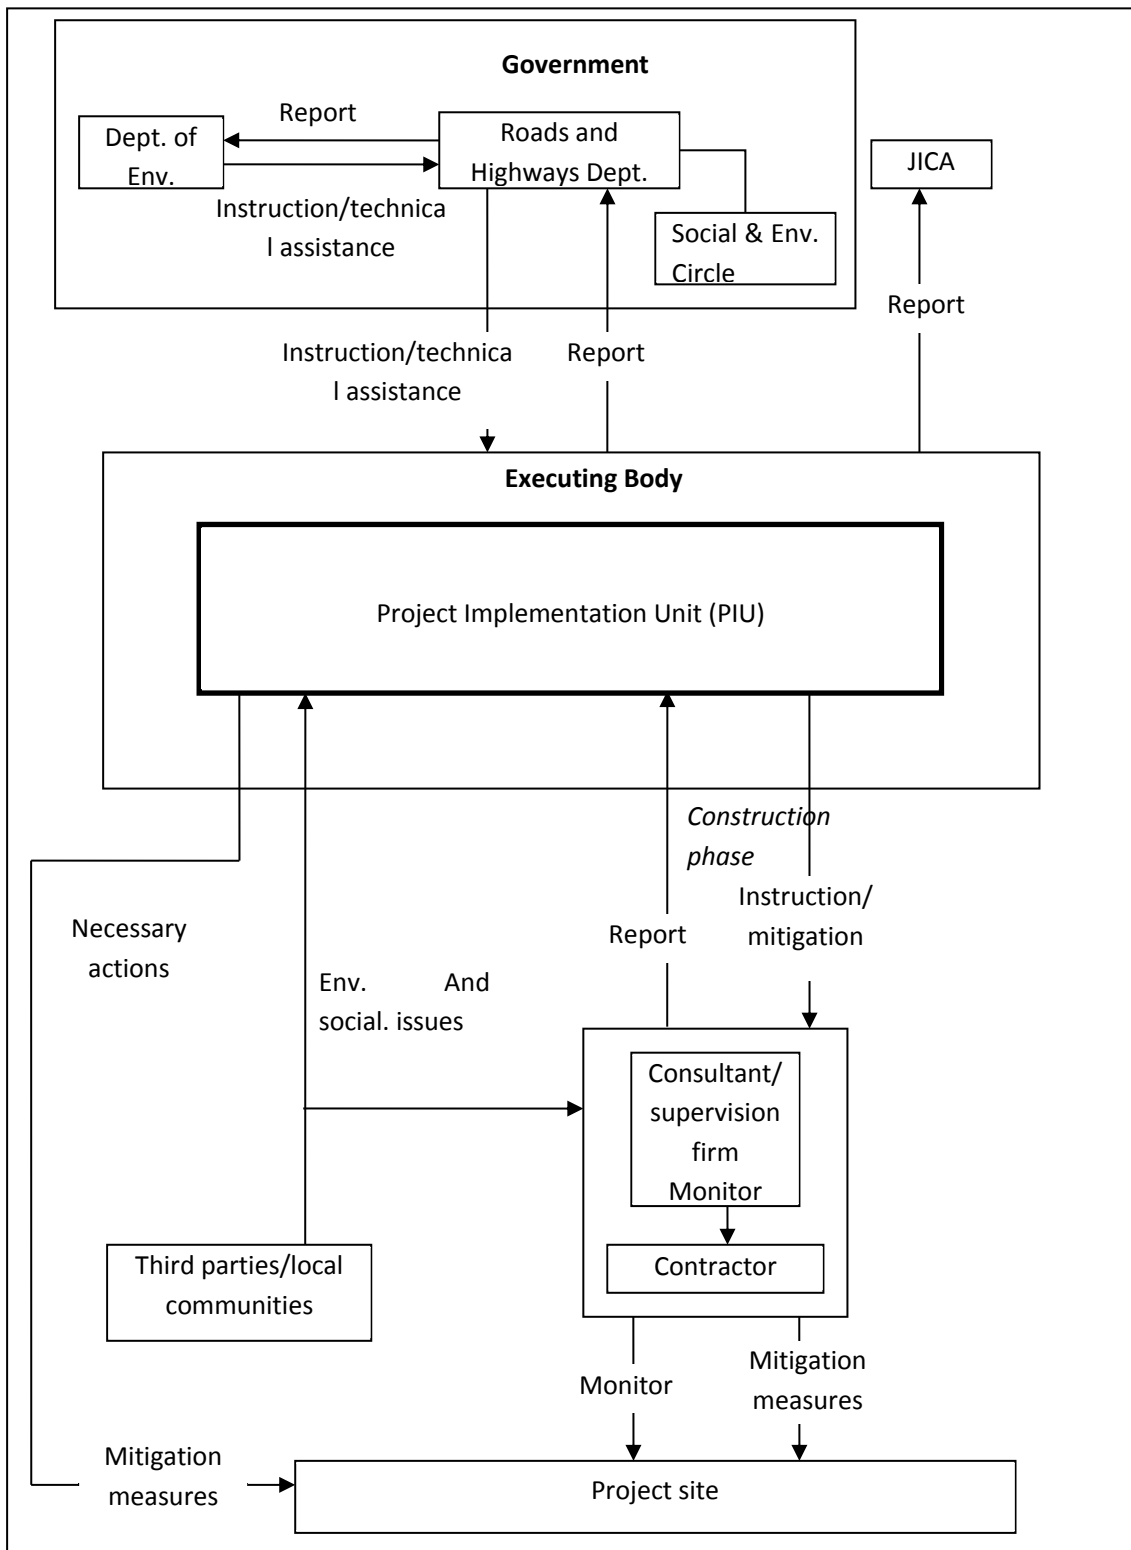 Government
Report
Dept. of
Env.
Roads and
Highways Dept.
JICA
Instruction/technica
l assistance
Social & Env.
Circle
Report
Instruction/technica
l assistance
Report
Executing Body
Project Implementation Unit (PIU)
Construction
phase
Instruction/
mitigation
Report
Necessary
actions
Env. And
social. issues
Consultant/
supervision
firm
Monitor
Contractor
Third parties/local
communities
Monitor
Mitigation
measures
Mitigation
measures
Project site